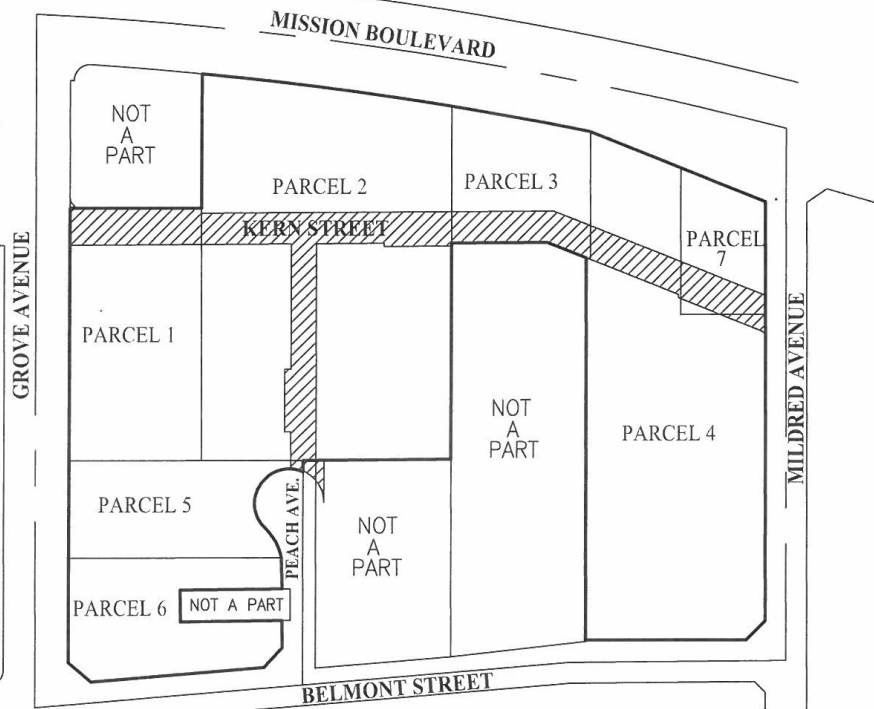 MISSION BOULEVARD
NOT
A
PART
PARCEL 2
PARCEL 3
KERN STREET
PARCEL
7
GROVE AVENUE
PARCEL 1
MILDRED AVENUE
NOT
A
PART
PARCEL 4
PARCEL 5
PEACH AVE.
NOT
A
PART
PARCEL 6
NOT A PART
BELMONT STREET